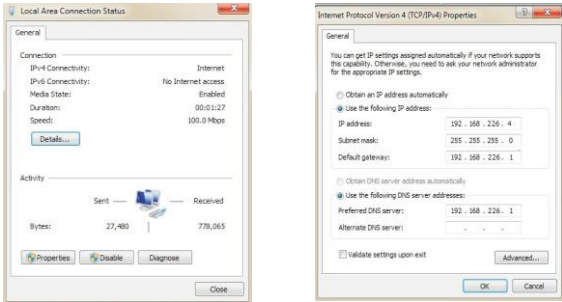 Local Area Connection Status
General
Connection
IPv4 Connectivity: Internet
IPv6 Connectivity: No Internet access
Media State: Enabled
Duration: 00:01:27
Speed: 100.0 Mbps
Details...
Activity
Sent Received
Bytes: 27,480 778,065
Properties Disable Diagnose
Close
Internet Protocol Version 4 (TCP/IPv4) Properties
General
You can get IP settings assigned automatically if your network supports
this capability. Otherwise, you need to ask your network administrator
for the appropriate IP settings.
Obtain an IP address automatically
Use the following IP address:
IP address: 192 . 168 . 226 . 4
Subnet mask: 255 . 255 . 255 . 0
Default gateway: 192 . 168 . 226 . 1
Obtain DNS server address automatically
Use the following DNS server addresses:
Preferred DNS server: 192 . 168 . 226 . 1
Alternate DNS server: . . .
Validate settings upon exit
Advanced...
OK Cancel